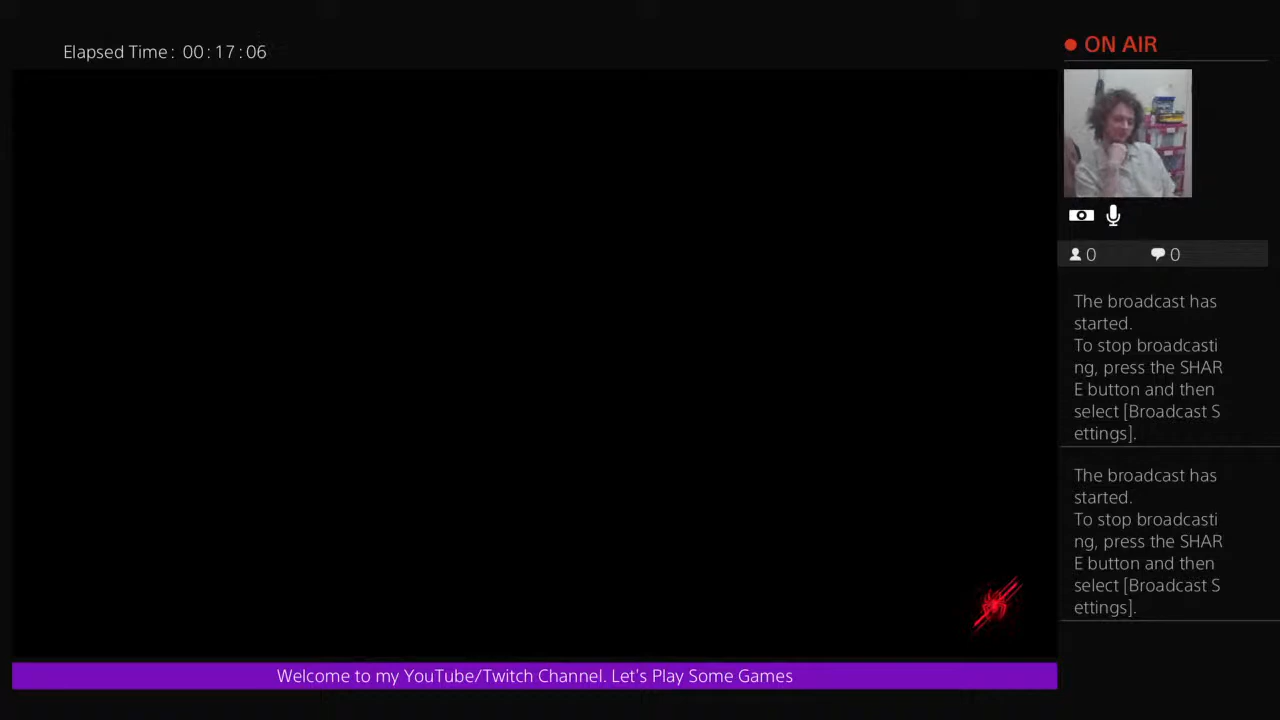 Elapsed Time: 00:17:06
ON AIR
0 0
The broadcast has
started.
To stop broadcasti
ng, press the SHAR
E button and then
select [Broadcast S
ettings].
The broadcast has
started.
To stop broadcasti
ng, press the SHAR
E button and then
select [Broadcast S
ettings].
Welcome to my YouTube/Twitch Channel. Let's Play Some Games